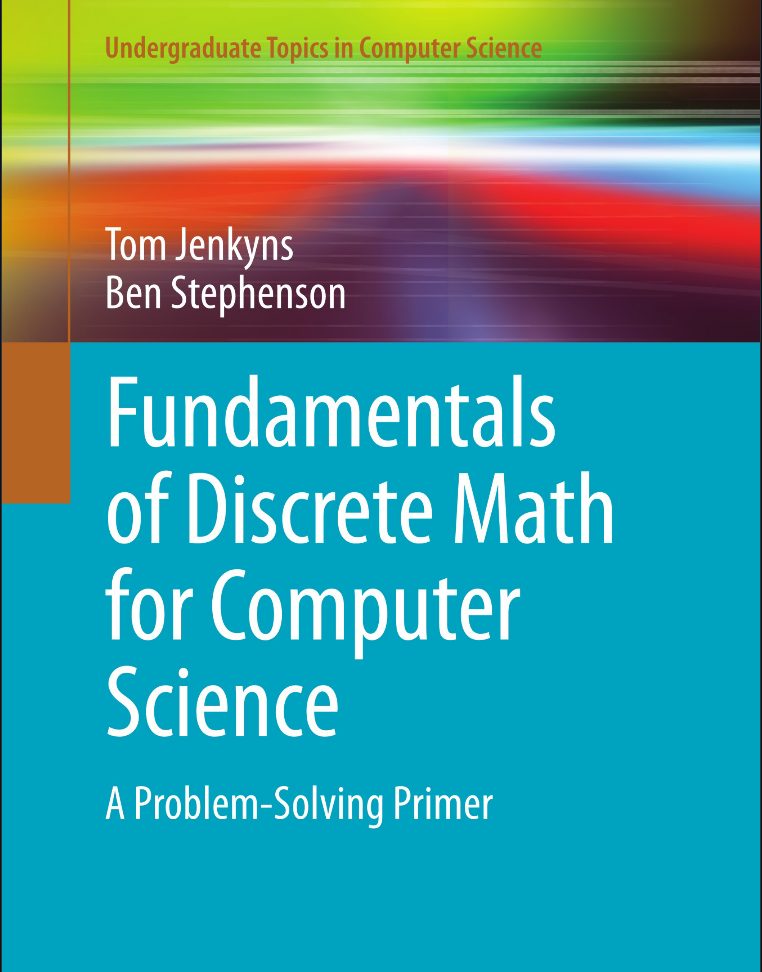 Undergraduate Topics in Computer Science
Tom Jenkyns
Ben Stephenson
Fundamentals
of Discrete Math
for Computer
Science
A Problem-Solving Primer